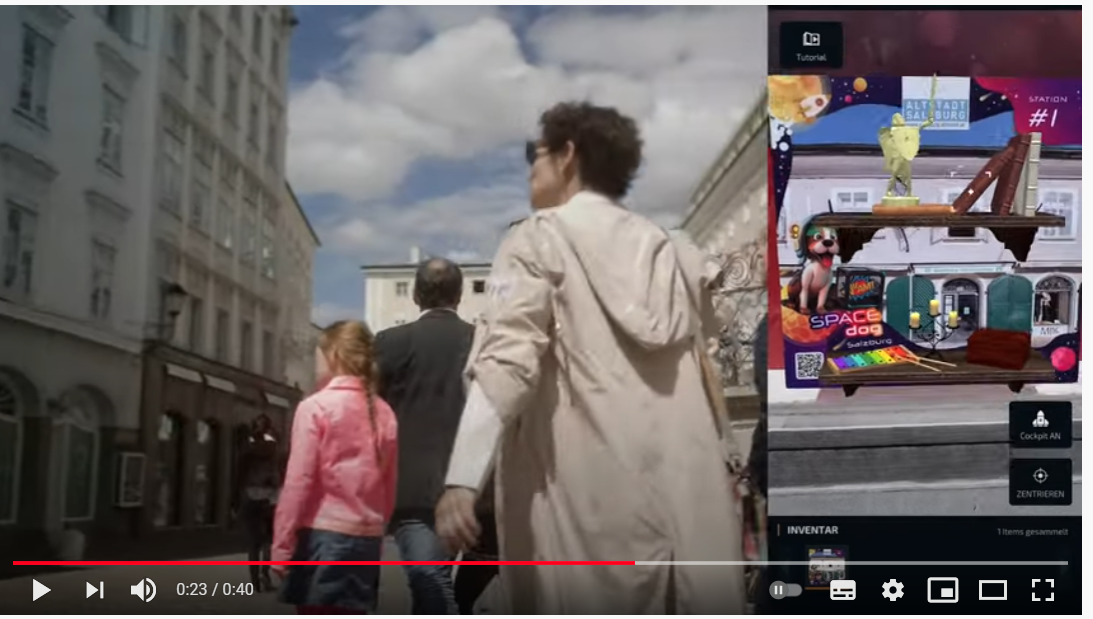 Tutorial
ALTSTADT
SALZBURG
STATION
#1
SPACE
dog
Salzburg
Cockpit AN
ZENTRIEREN
INVENTAR
1 Items gesammelt
0:23 / 0:40